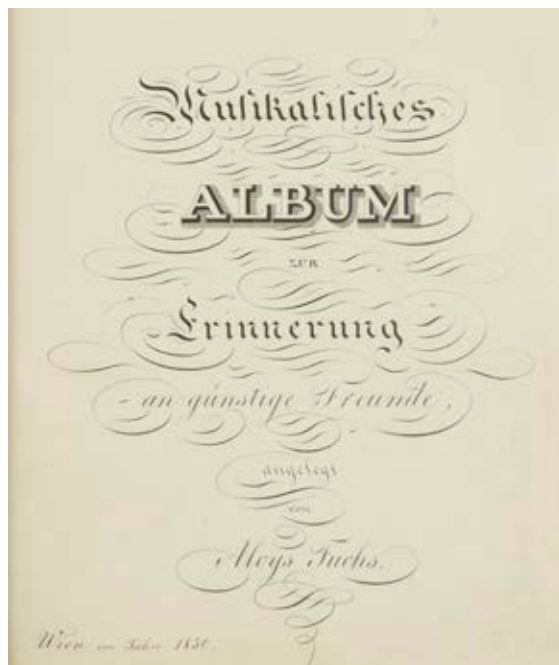 Musikalisches
ALBUM
ZUR
Erinnerung
an günstige Freunde,
angelegt
von
Aloys Fuchs.
Wien im Jahre 1830.